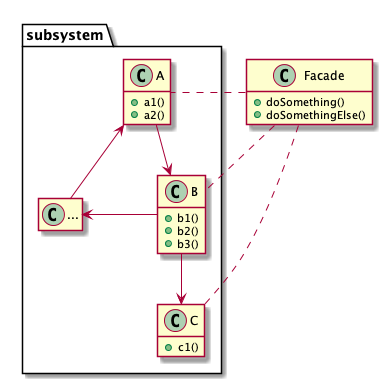 subsystem
C A
a1()
a2()
C Facade
doSomething()
doSomethingElse()
C B
b1()
b2()
b3()
C ...
C C
c1()